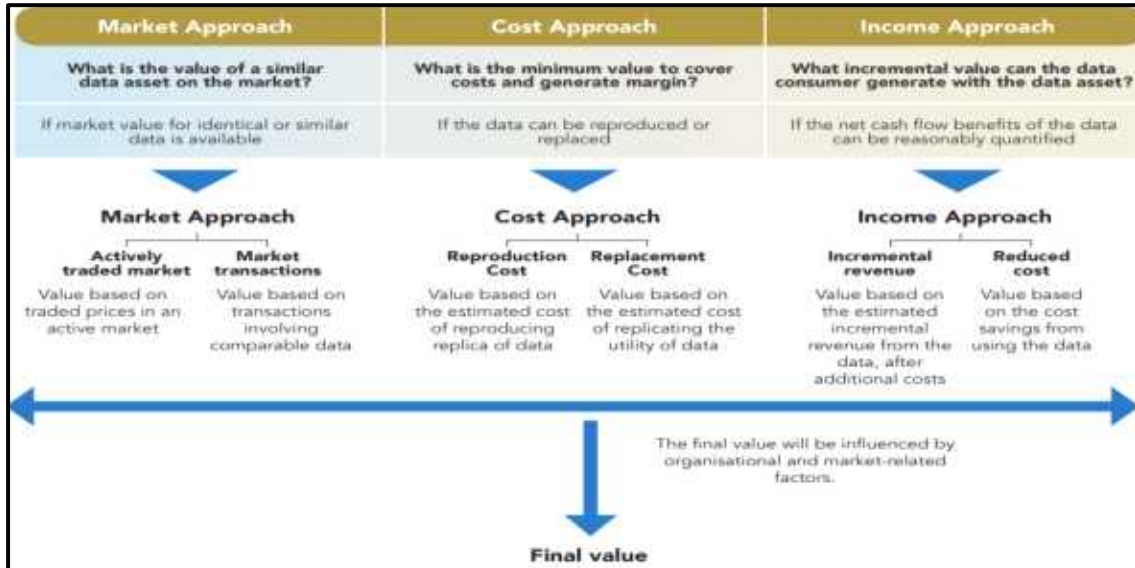 Market Approach
Cost Approach
Income Approach
What is the value of a similar
data asset on the market?
What is the minimum value to cover
costs and generate margin?
What incremental value can the data
consumer generate with the data asset?
If market value for identical or similar
data is available
If the data can be reproduced or
replaced
If the net cash flow benefits of the data
can be reasonably quantified
Market Approach
Actively
traded market
Value based on
traded prices in an
active market
Market
transactions
Value based on
transactions
involving
comparable data
Cost Approach
Reproduction
Cost
Value based on
the estimated cost
of reproducing
replica of data
Replacement
Cost
Value based on
the estimated cost
of replicating the
utility of data
Income Approach
Incremental
revenue
Value based on
the estimated
incremental
revenue from the
data, after
additional costs
Reduced
cost
Value based
on the cost
savings from
using the data
The final value will be influenced by
organisational and market-related
factors.
Final value